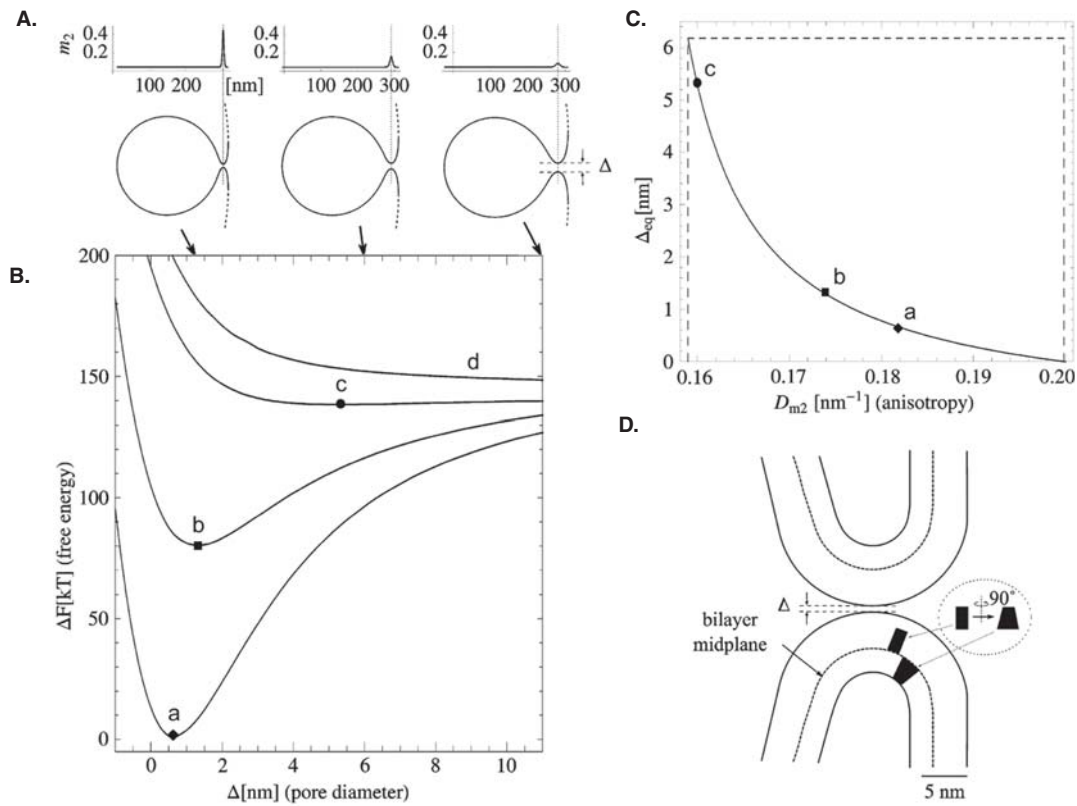 A.
m₂
0.4
0.2
100 200 [nm]
0.4
0.2
100 200 300
0.4
0.2
100 200 300
Δ
B.
200
150
100
50
0
ΔF[kT] (free energy)
d
c
b
a
0 2 4 6 8 10
Δ[nm] (pore diameter)
C.
6
5
4
3
2
1
0
Δeq[nm]
c
b
a
0.16 0.17 0.18 0.19 0.20
Dm2 [nm⁻¹] (anisotropy)
D.
Δ
bilayer
midplane
90°
5 nm